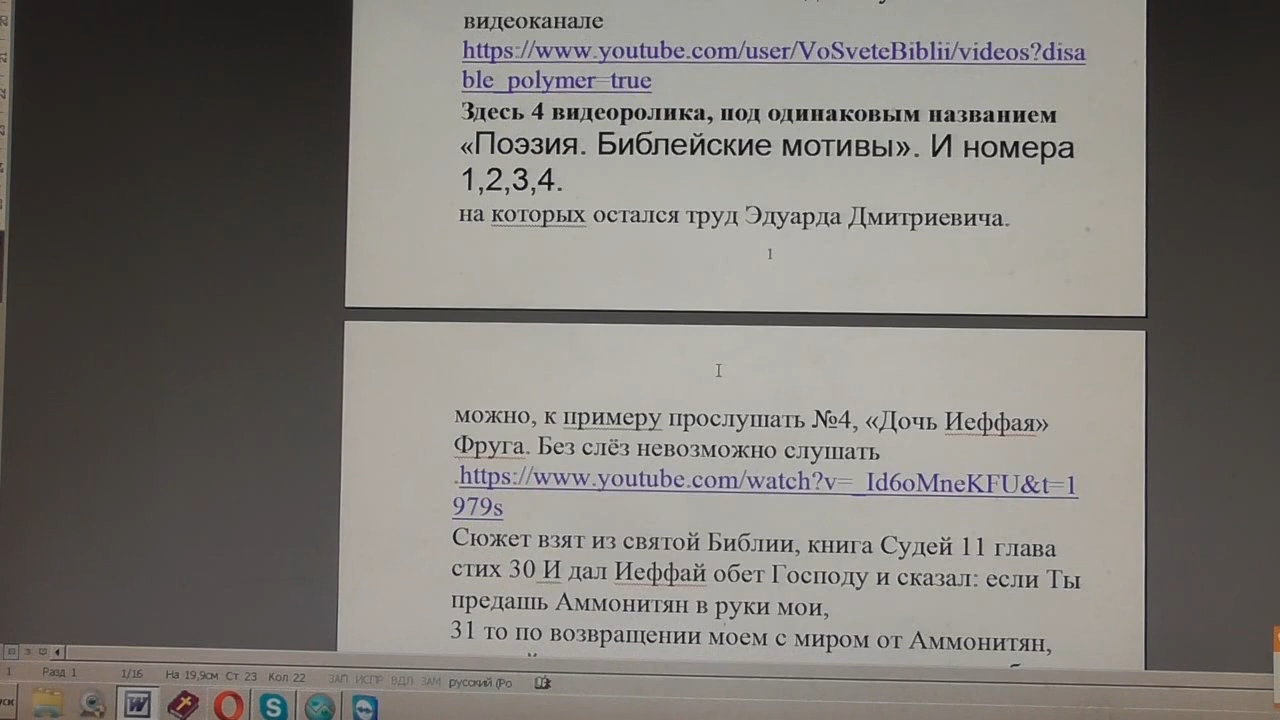 видеоканале
https://www.youtube.com/user/VoSveteBiblii/videos?disa
ble_polymer=true
Здесь 4 видеоролика, под одинаковым названием
«Поэзия. Библейские мотивы». И номера
1,2,3,4.
на которых остался труд Эдуарда Дмитриевича.
1
можно, к примеру прослушать №4, «Дочь Иеффая»
Фруга. Без слёз невозможно слушать
.https://www.youtube.com/watch?v=_Id6oMneKFU&t=1
979s
Сюжет взят из святой Библии, книга Судей 11 глава
стих 30 И дал Иеффай обет Господу и сказал: если Ты
предашь Аммонитян в руки мои,
31 то по возвращении моем с миром от Аммонитян,
1 Разд 1 1/16 На 19,9см Ст 23 Кол 22 ЗАП ИСПР ВДЛ ЗАМ русский (Ро